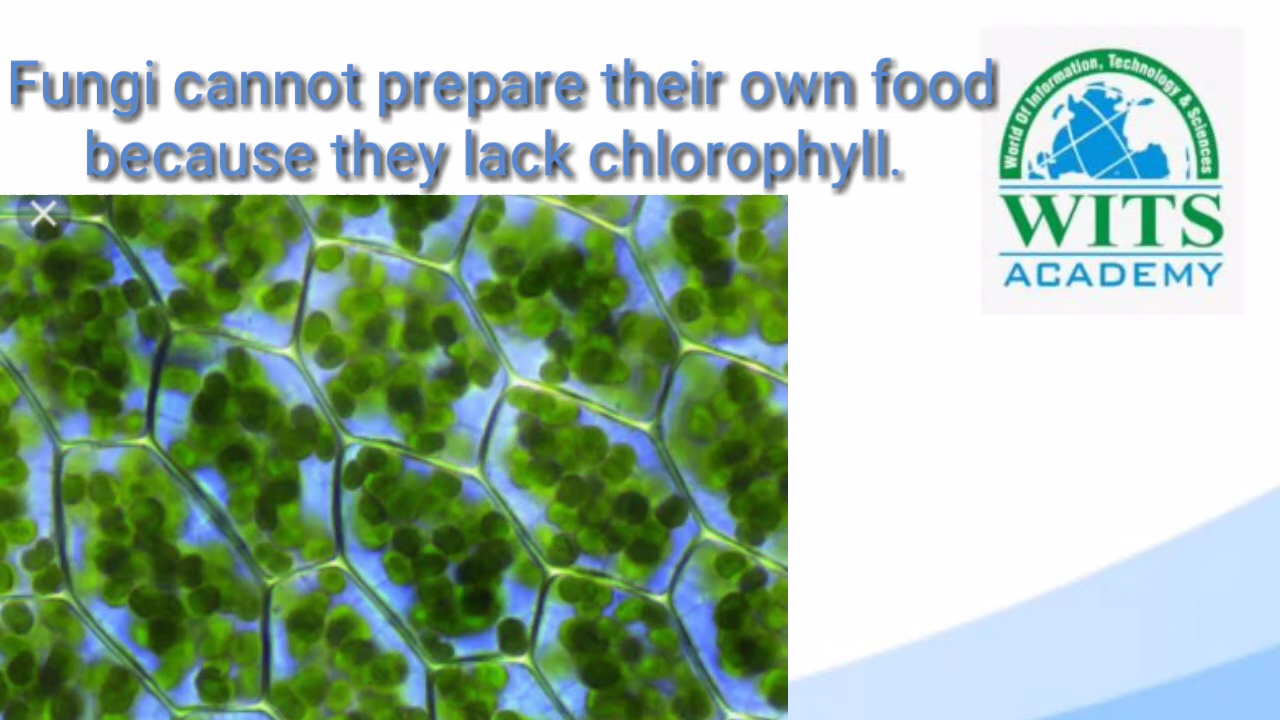 Fungi cannot prepare their own food
because they lack chlorophyll.
World Of Information, Technology & Sciences
WITS
ACADEMY